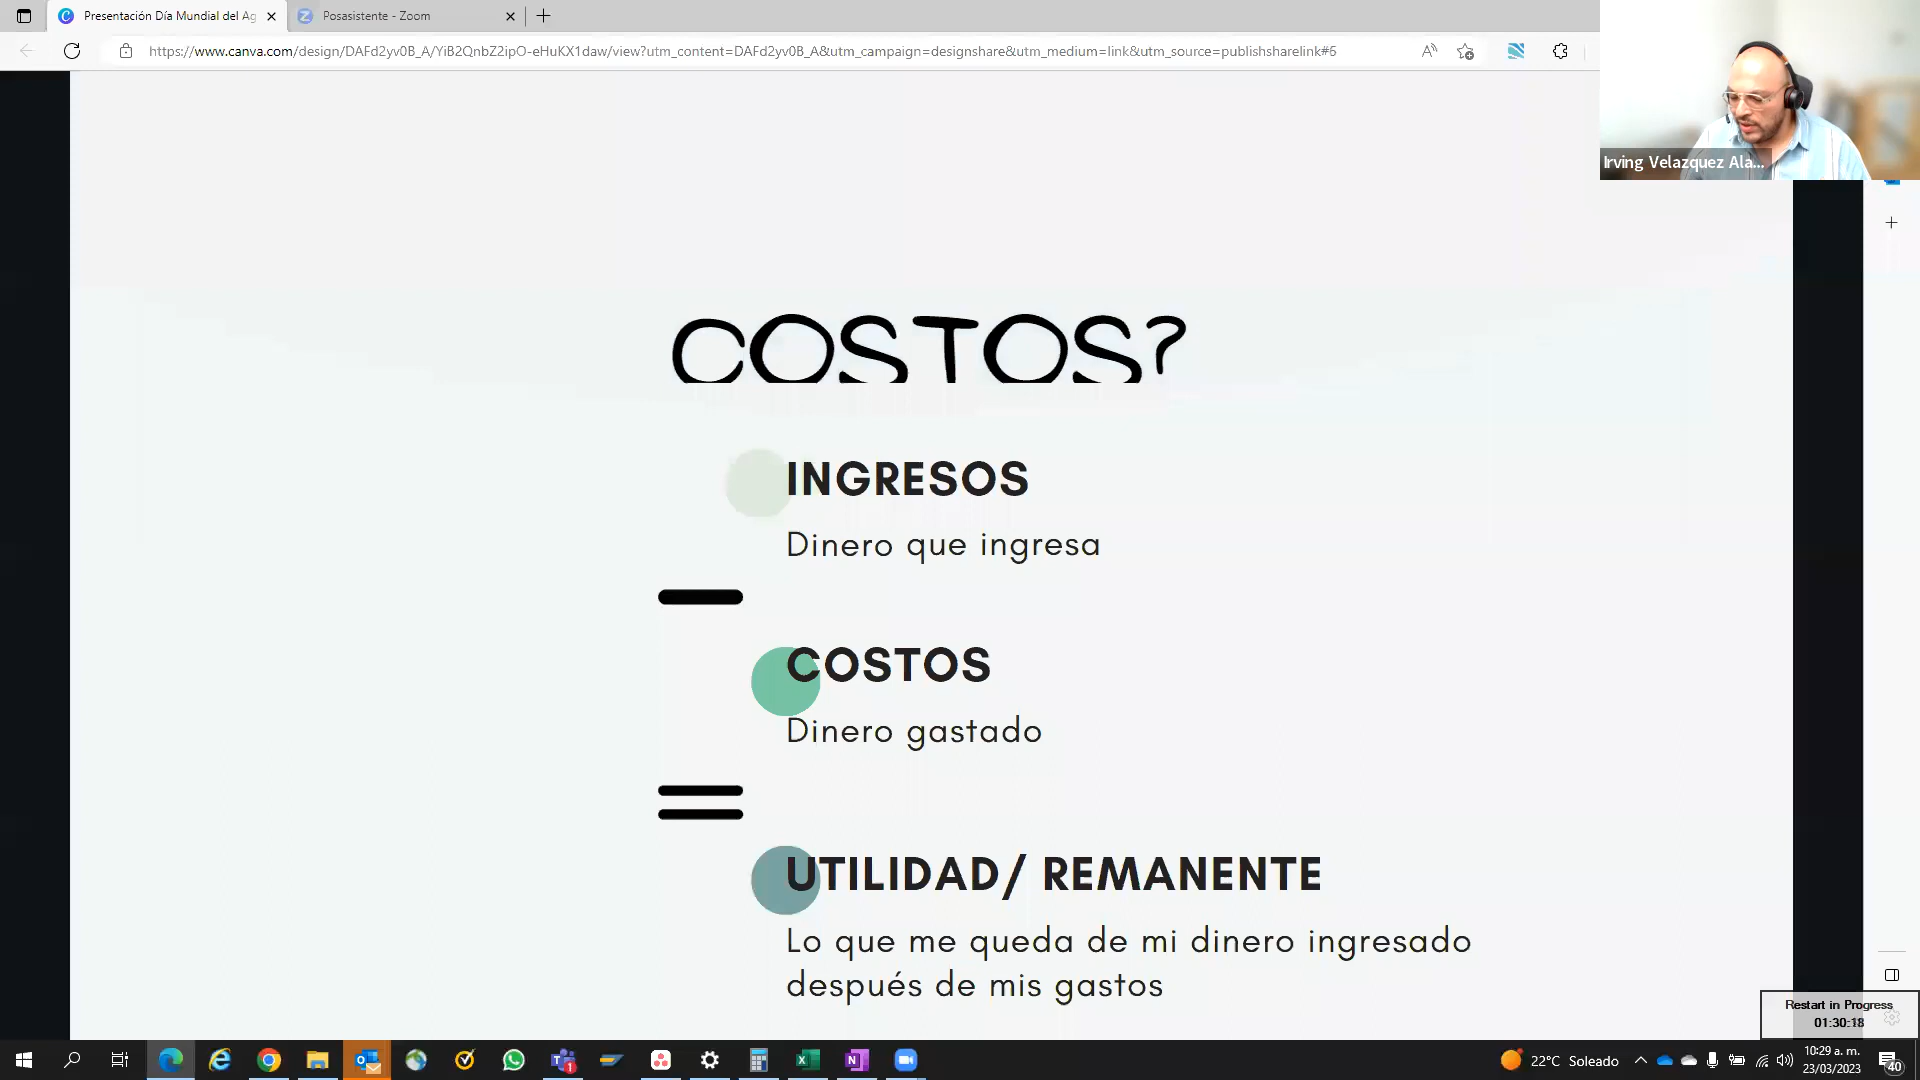 Presentación Día Mundial del Ag
Posasistente - Zoom
https://www.canva.com/design/DAFd2yv0B_A/YiB2QnbZ2ipO-eHuKX1daw/view?utm_content=DAFd2yv0B_A&utm_campaign=designshare&utm_medium=link&utm_source=publishsharelink#6
Irving Velazquez Ala...
COSTOS?
INGRESOS
Dinero que ingresa
COSTOS
Dinero gastado
UTILIDAD/ REMANENTE
Lo que me queda de mi dinero ingresado
después de mis gastos
Restart in Progress
01:30:18
22°C Soleado
10:29 a. m.
23/03/2023
40